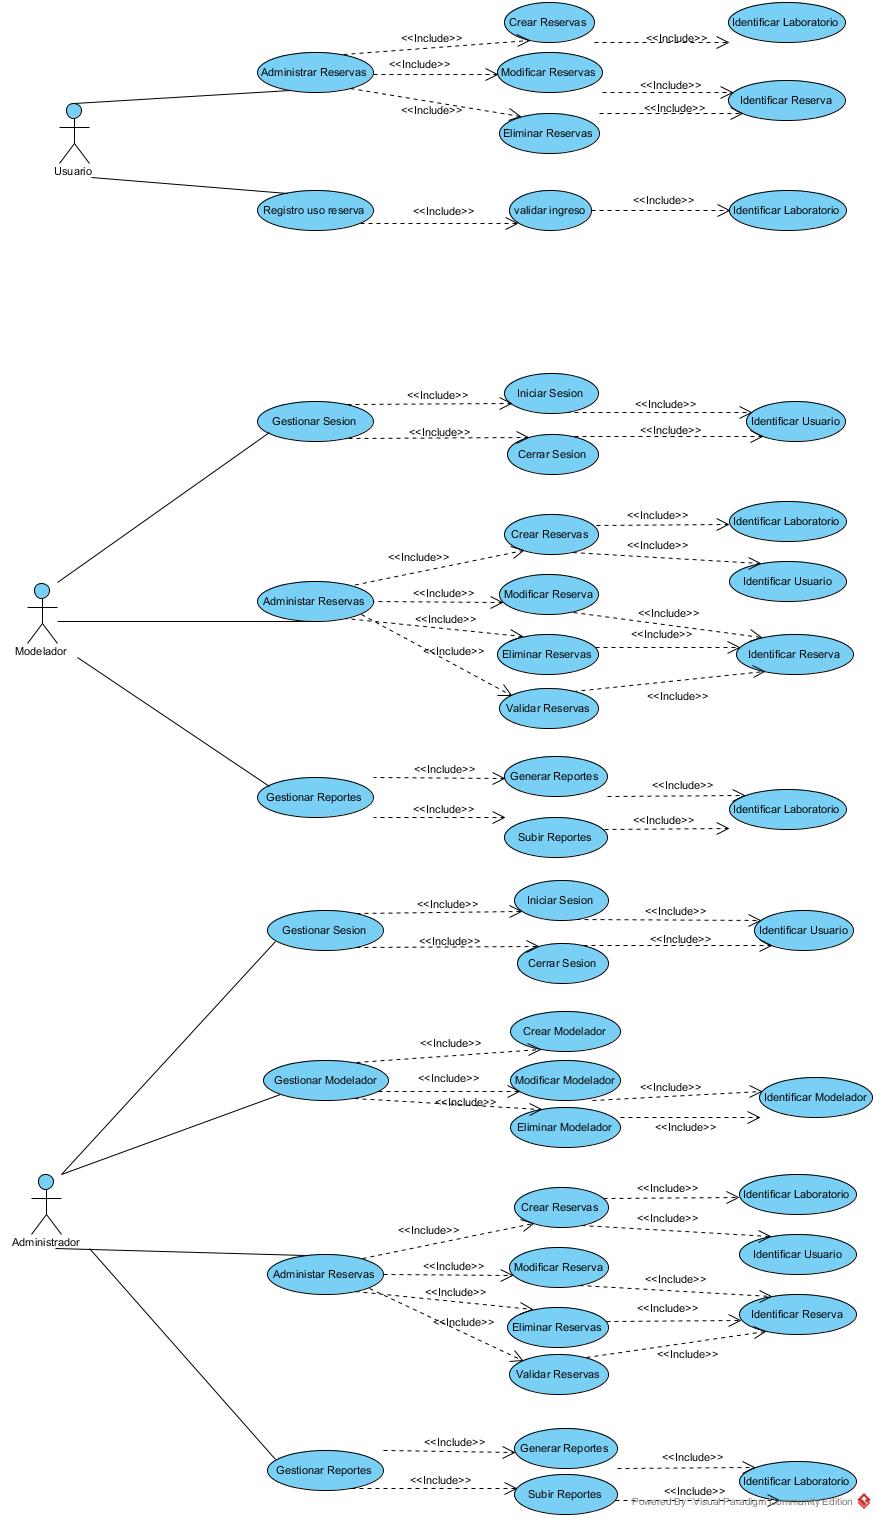 Crear Reservas
Identificar Laboratorio
<<Include>>
<<Include>>
Administrar Reservas
<<Include>>
Modificar Reservas
<<Include>>
Identificar Reserva
<<Include>>
<<Include>>
Eliminar Reservas
Usuario
Registro uso reserva
<<Include>>
validar ingreso
<<Include>>
Identificar Laboratorio
<<Include>>
Iniciar Sesion
<<Include>>
Gestionar Sesion
Identificar Usuario
<<Include>>
<<Include>>
Cerrar Sesion
<<Include>>
Identificar Laboratorio
Crear Reservas
<<Include>>
<<Include>>
Identificar Usuario
Administar Reservas
<<Include>>
Modificar Reserva
<<Include>>
<<Include>>
<<Include>>
Modelador
<<Include>>
Eliminar Reservas
Identificar Reserva
<<Include>>
Validar Reservas
<<Include>>
Generar Reportes
<<Include>>
Gestionar Reportes
Identificar Laboratorio
<<Include>>
<<Include>>
Subir Reportes
<<Include>>
Iniciar Sesion
<<Include>>
Gestionar Sesion
Identificar Usuario
<<Include>>
<<Include>>
Cerrar Sesion
Crear Modelador
<<Include>>
Gestionar Modelador
<<Include>>
Modificar Modelador
<<Include>>
Identificar Modelador
<<Include>>
Eliminar Modelador
<<Include>>
<<Include>>
Identificar Laboratorio
Crear Reservas
<<Include>>
<<Include>>
Administrador
Identificar Usuario
Administar Reservas
<<Include>>
Modificar Reserva
<<Include>>
<<Include>>
<<Include>>
Identificar Reserva
<<Include>>
Eliminar Reservas
<<Include>>
Validar Reservas
<<Include>>
Generar Reportes
<<Include>>
Gestionar Reportes
<<Include>>
Identificar Laboratorio
Subir Reportes
<<Include>>
Powered By Visual Paradigm Community Edition